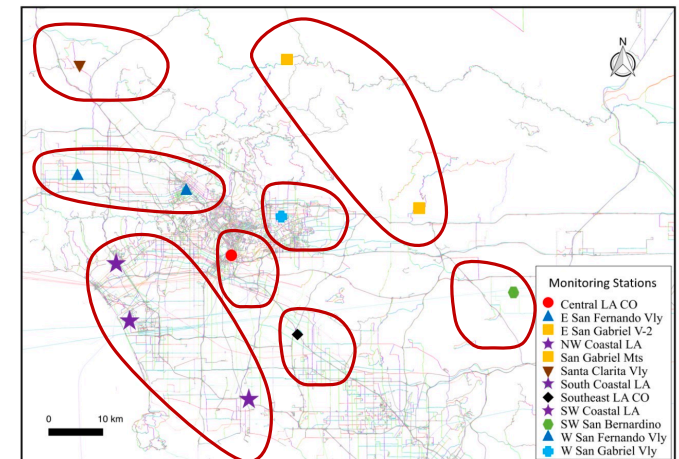 N
Monitoring Stations
Central LA CO
E San Fernando Vly
E San Gabriel V-2
NW Coastal LA
San Gabriel Mts
Santa Clarita Vly
South Coastal LA
Southeast LA CO
SW Coastal LA
SW San Bernardino
W San Fernando Vly
W San Gabriel Vly
0 10 km